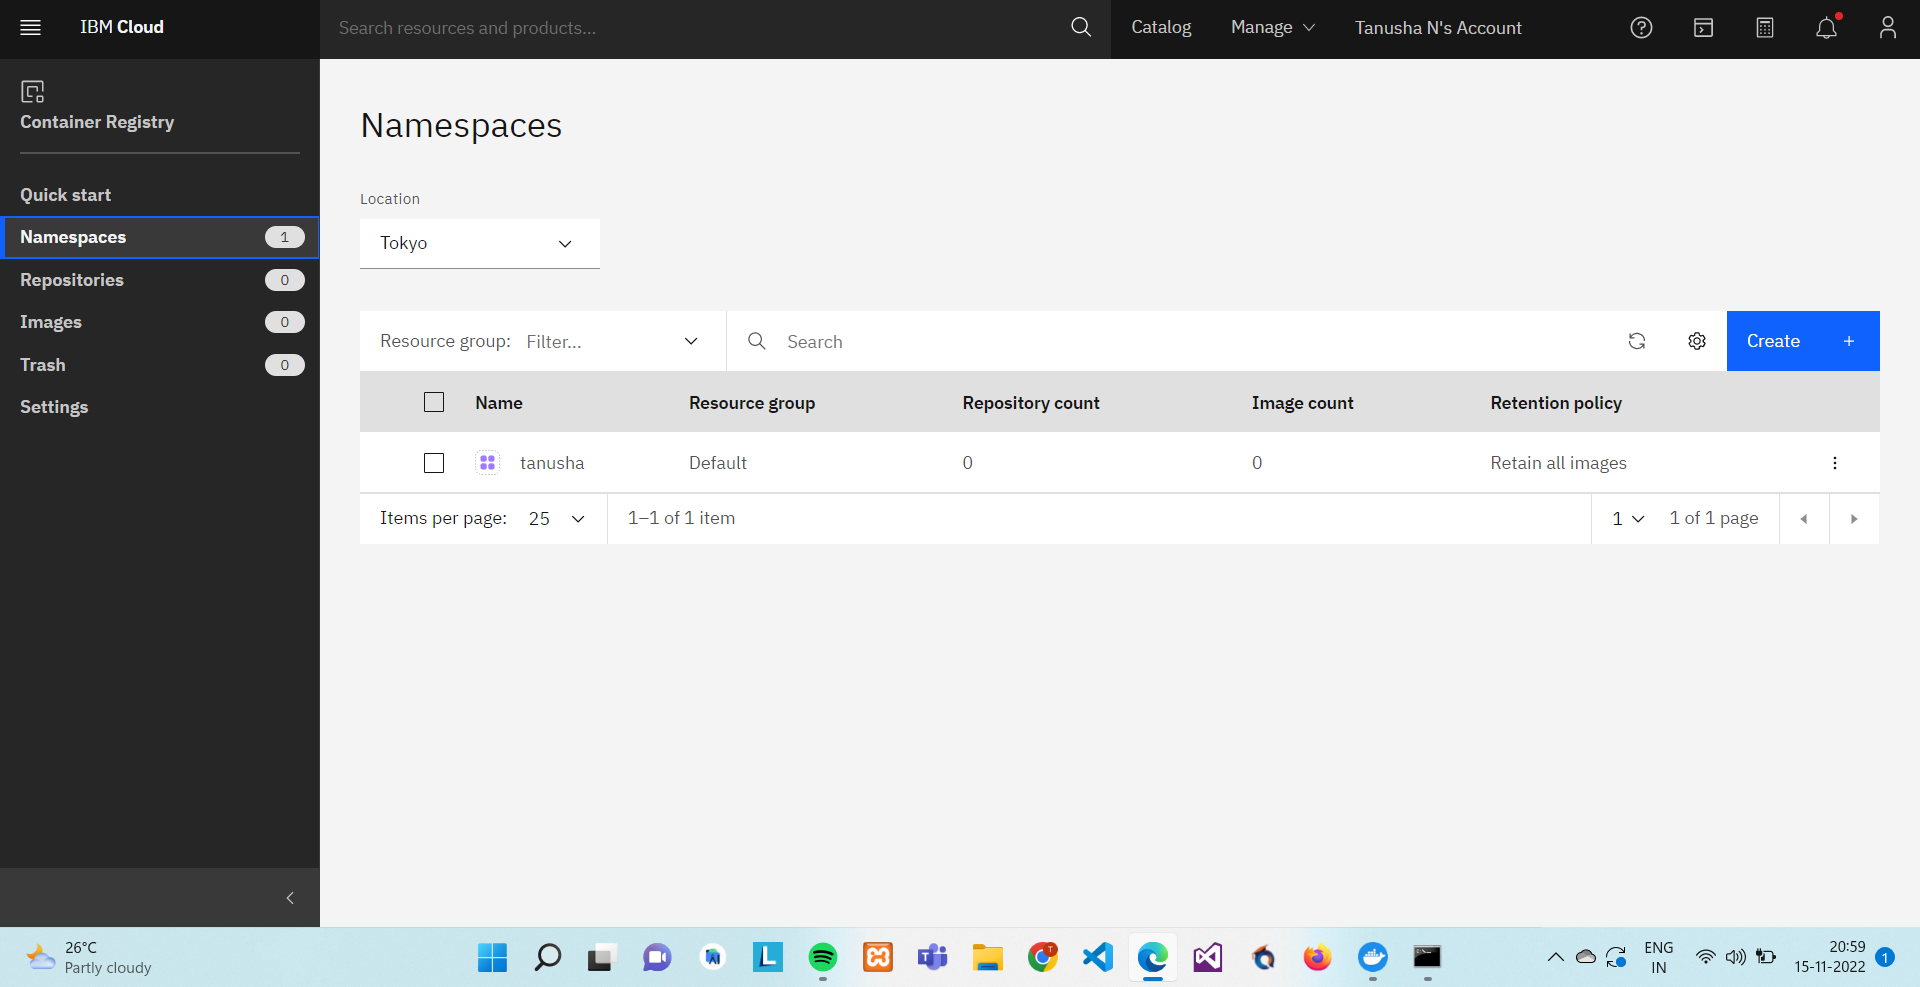 IBM Cloud
Search resources and products...
Catalog
Manage
Tanusha N's Account
Container Registry
Quick start
Namespaces 1
Repositories 0
Images 0
Trash 0
Settings
Namespaces
Location
Tokyo
Resource group: Filter...
Search
Create +
Name Resource group Repository count Image count Retention policy
tanusha Default 0 0 Retain all images
Items per page: 25 1–1 of 1 item 1 1 of 1 page
26°C
Partly cloudy
L
T
ENG
IN
20:59
15-11-2022
1